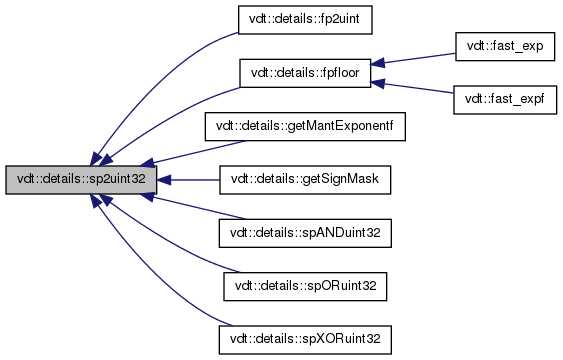 vdt::details::fp2uint
vdt::fast_exp
vdt::details::fpfloor
vdt::fast_expf
vdt::details::getMantExponentf
vdt::details::sp2uint32
vdt::details::getSignMask
vdt::details::spANDuint32
vdt::details::spORuint32
vdt::details::spXORuint32